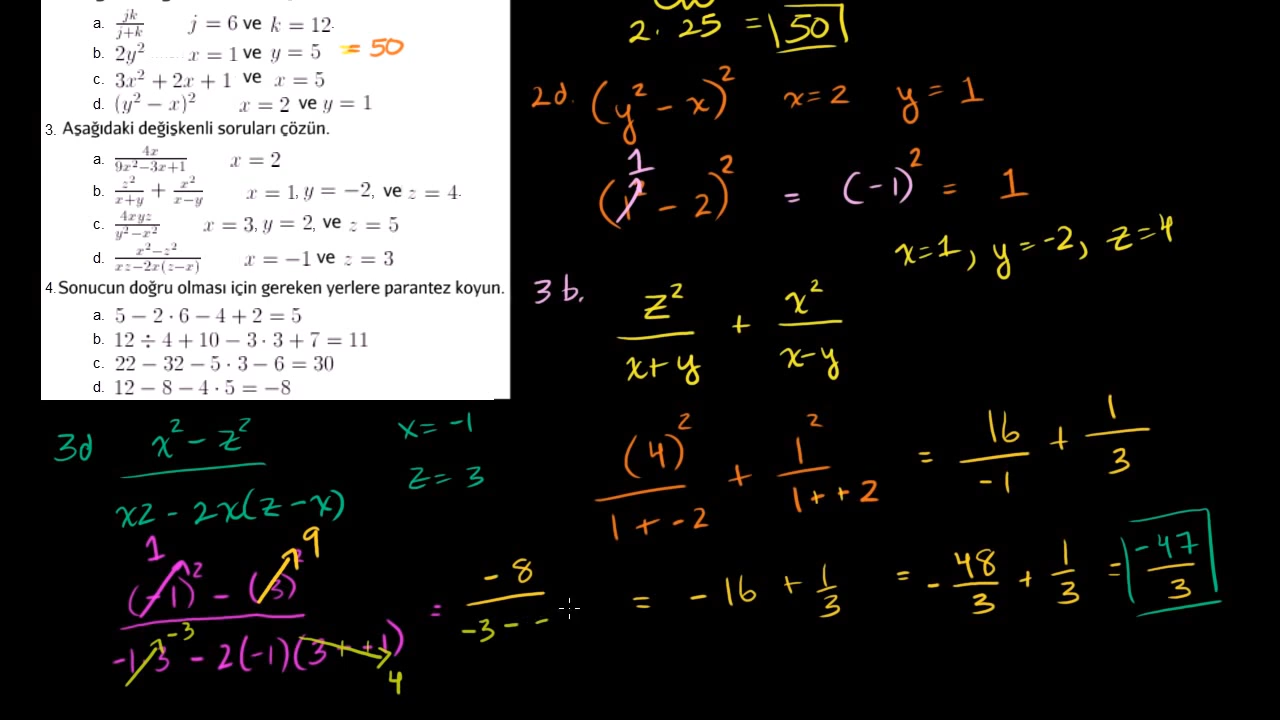 a. jk/(j+k) j = 6 ve k = 12.
b. 2y² x = 1 ve y = 5 = 50
c. 3x² + 2x + 1 ve x = 5
d. (y² − x)² x = 2 ve y = 1
3. Aşağıdaki değişkenli soruları çözün.
a. 4x/(9x²−3x+1) x = 2
b. z²/(x+y) + x²/(x−y) x = 1, y = −2, ve z = 4.
c. 4xyz/(y²−x²) x = 3, y = 2, ve z = 5
d. (x²−z²)/(xz−2x(z−x)) x = −1 ve z = 3
4. Sonucun doğru olması için gereken yerlere parantez koyun.
a. 5 − 2 · 6 − 4 + 2 = 5
b. 12 ÷ 4 + 10 − 3 · 3 + 7 = 11
c. 22 − 32 − 5 · 3 − 6 = 30
d. 12 − 8 − 4 · 5 = −8
2 . 25 = 50
2d. (y² − x)² x = 2 y = 1
1
(1² − 2)² = (-1)² = 1
x=1, y=-2, z=4
3b. z²/(x+y) + x²/(x-y)
(4)²/(1 + -2) + 1²/(1 + +2) = 16/-1 + 1/3
= -16 + 1/3 = -48/3 + 1/3 = -47/3
3d (x² − z²)/(xz − 2x(z − x)) x = -1
z = 3
1 9
((-1)² − (3)²)/(-1·3 − 2(-1)(3 + +1)) = -8/(-3 - -
-3 4